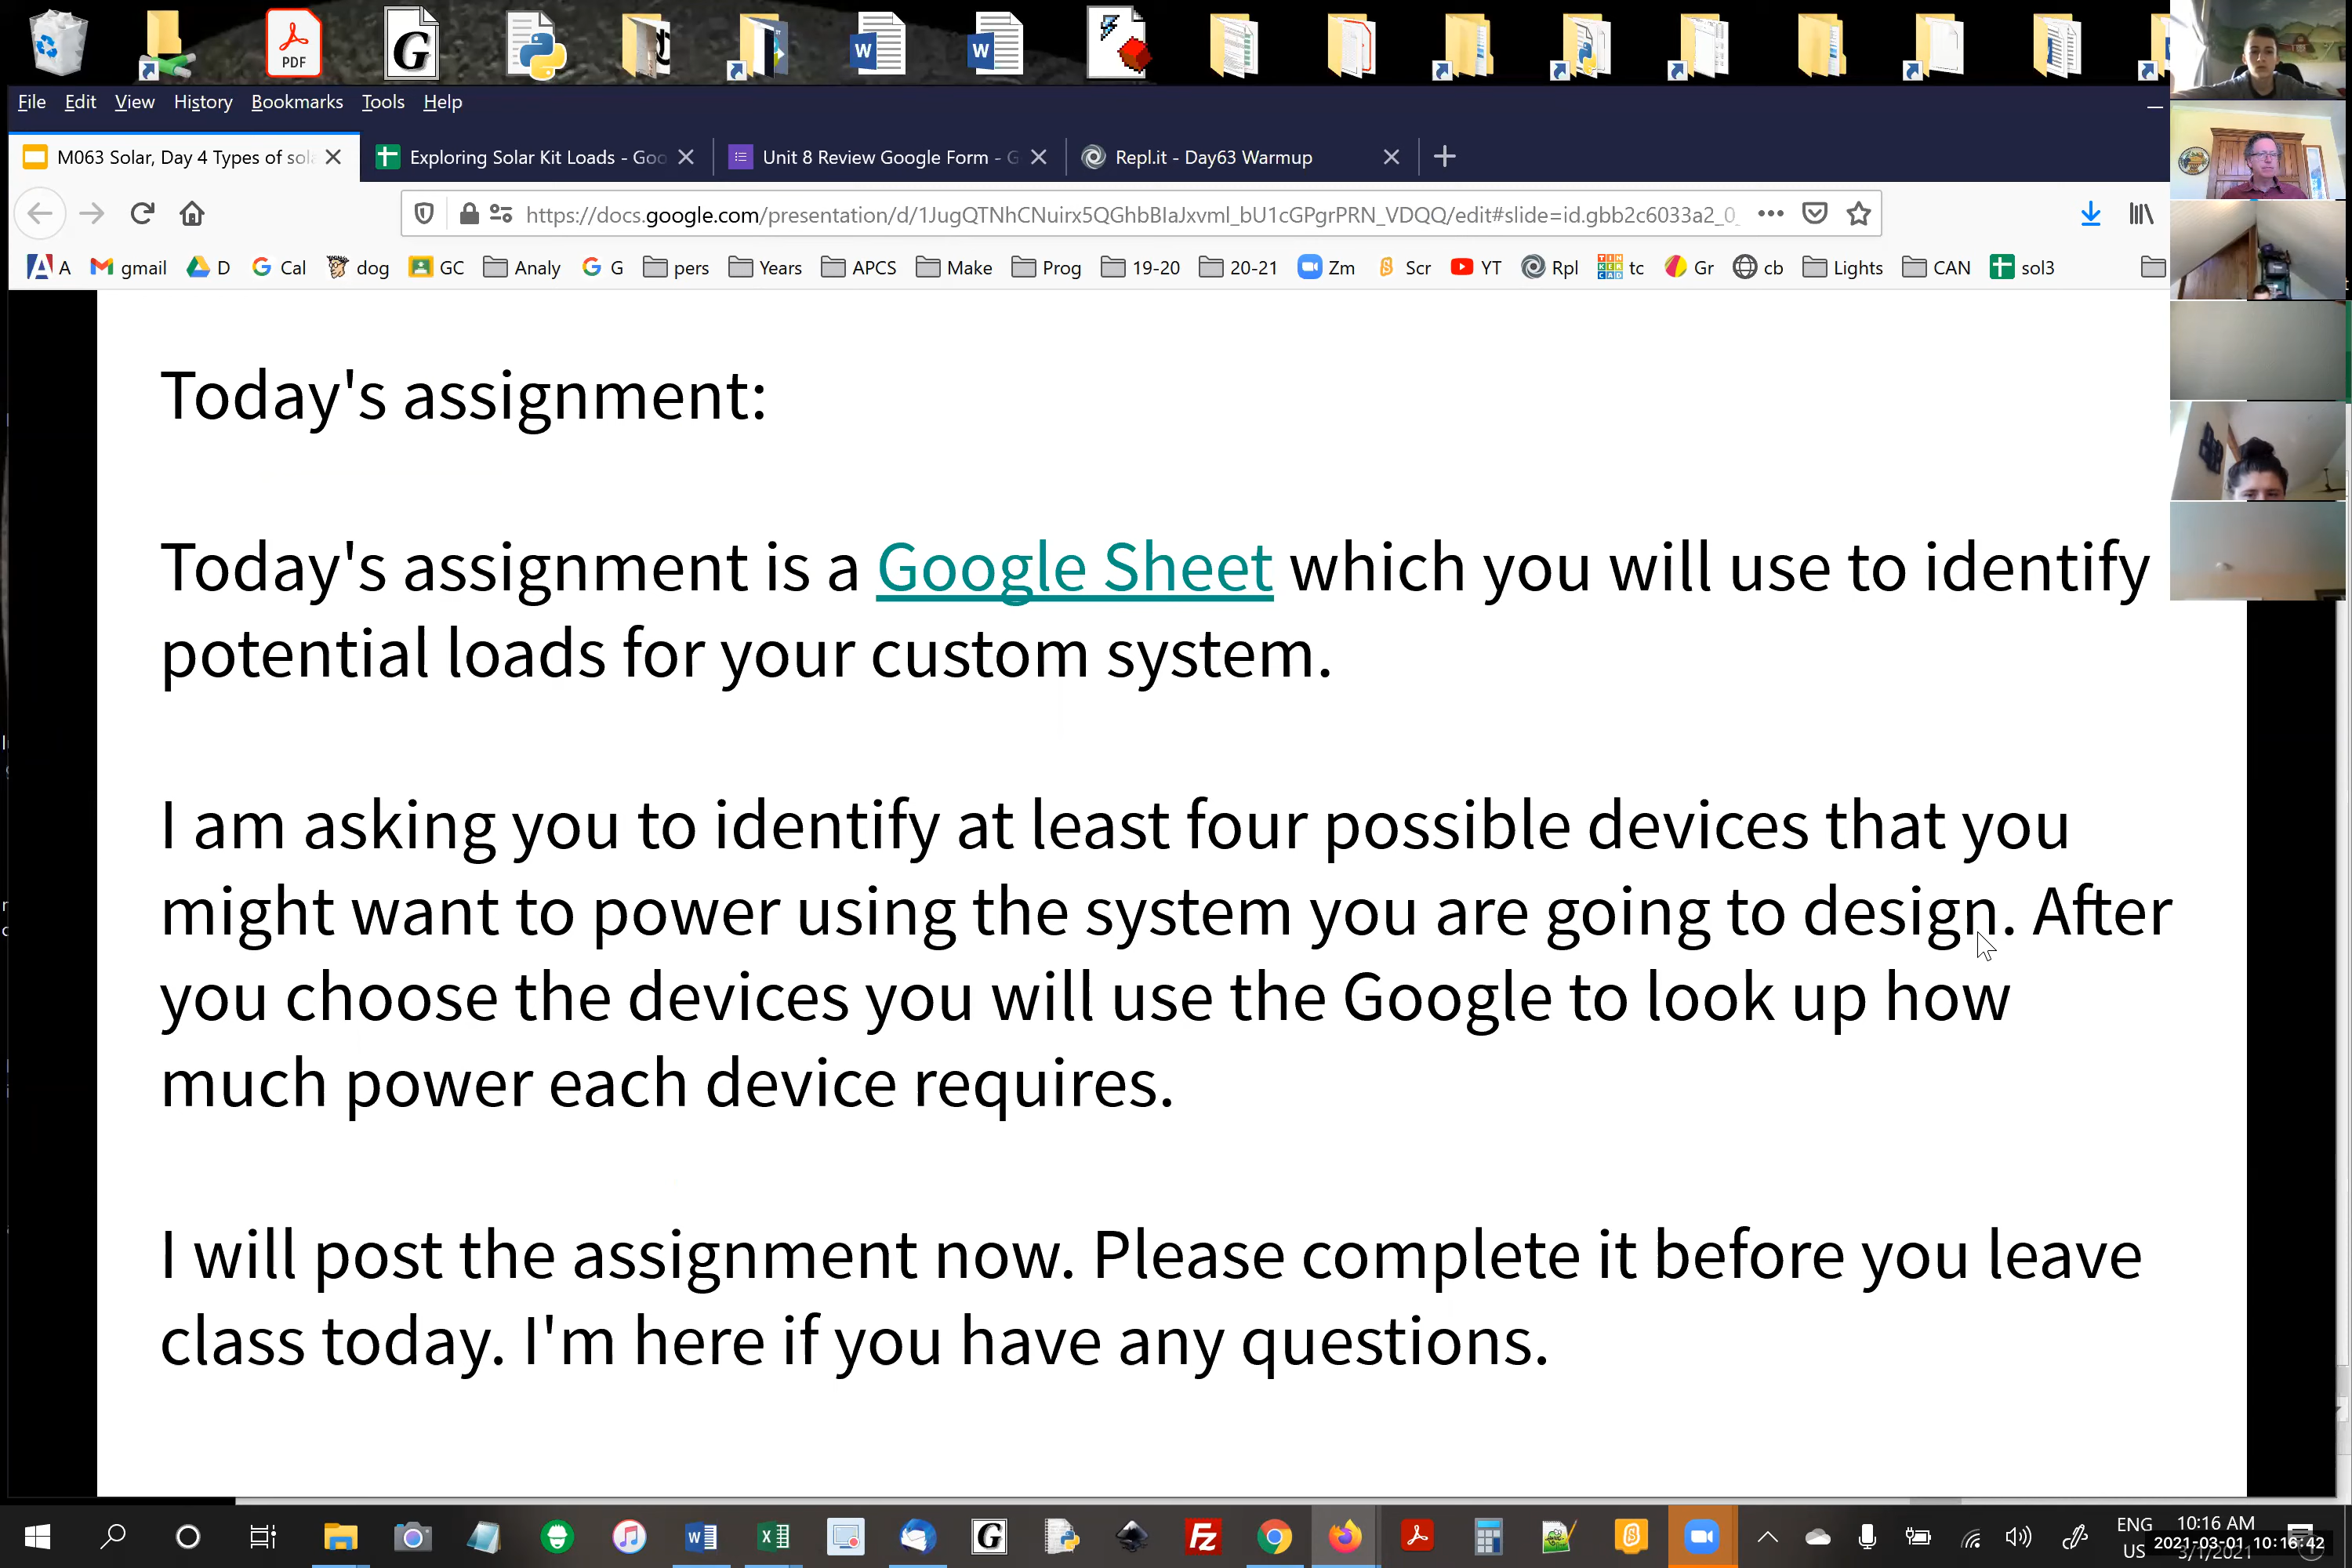 PDF
File Edit View History Bookmarks Tools Help
M063 Solar, Day 4 Types of sola
Exploring Solar Kit Loads - Goo
Unit 8 Review Google Form - G
Repl.it - Day63 Warmup
https://docs.google.com/presentation/d/1JugQTNhCNuirx5QGhbBIaJxvml_bU1cGPgrPRN_VDQQ/edit#slide=id.gbb2c6033a2_0_
A gmail D Cal dog GC Analy G pers Years APCS Make Prog 19-20 20-21 Zm Scr YT Rpl tc Gr cb Lights CAN sol3
Today's assignment:
Today's assignment is a Google Sheet which you will use to identify
potential loads for your custom system.
I am asking you to identify at least four possible devices that you
might want to power using the system you are going to design. After
you choose the devices you will use the Google to look up how
much power each device requires.
I will post the assignment now. Please complete it before you leave
class today. I'm here if you have any questions.
ENG
US
10:16 AM
2021-03-01 10:16:42